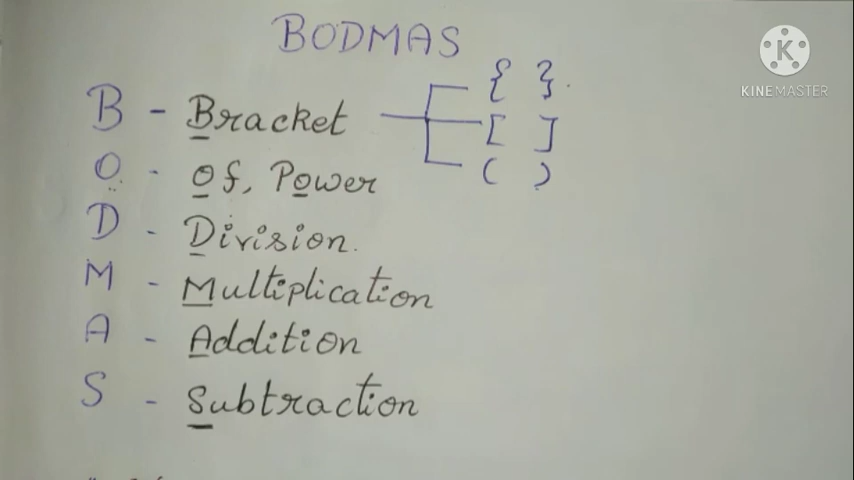 BODMAS
B - Bracket { }
[ ]
( )
O - Of, Power
D - Division.
M - Multiplication
A - Addition
S - Subtraction
K
KINEMASTER